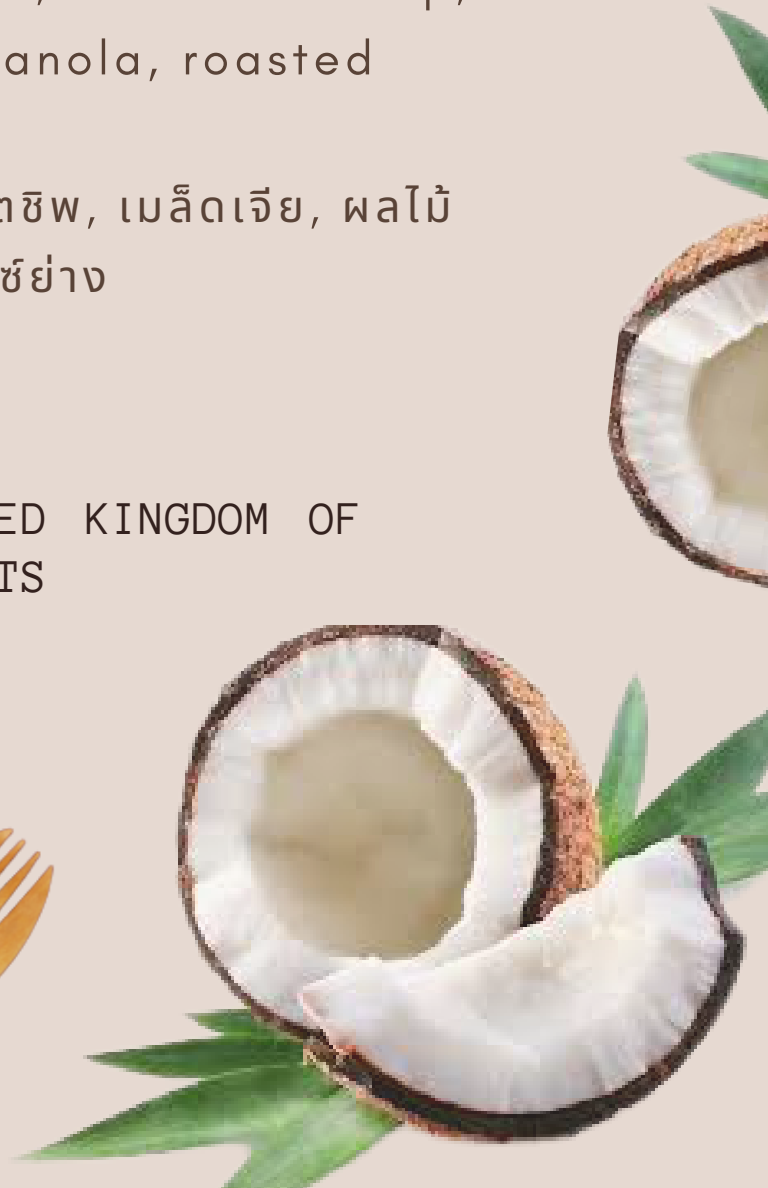 anola, roasted
ตชิพ, เมล็ดเจีย, ผลไม้
ซ์ย่าง
ED KINGDOM OF
TS